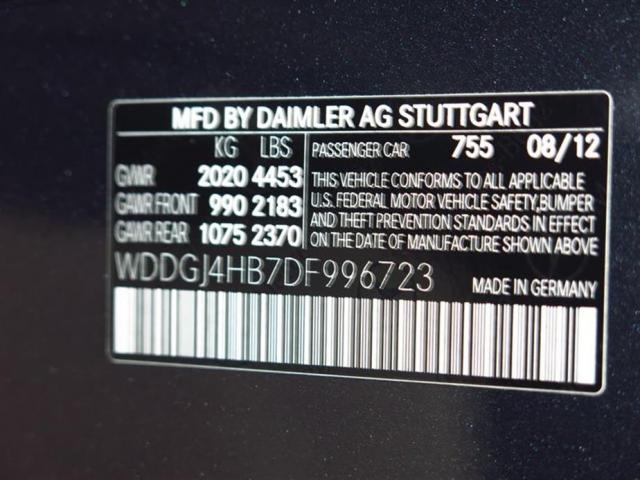 MFD BY DAIMLER AG STUTTGART
KG LBS PASSENGER CAR 755 08/12
GVWR 2020 4453
GAWR FRONT 990 2183
GAWR REAR 1075 2370
THIS VEHICLE CONFORMS TO ALL APPLICABLE
U.S. FEDERAL MOTOR VEHICLE SAFETY,BUMPER
AND THEFT PREVENTION STANDARDS IN EFFECT
ON THE DATE OF MANUFACTURE SHOWN ABOVE
WDDGJ4HB7DF996723 MADE IN GERMANY